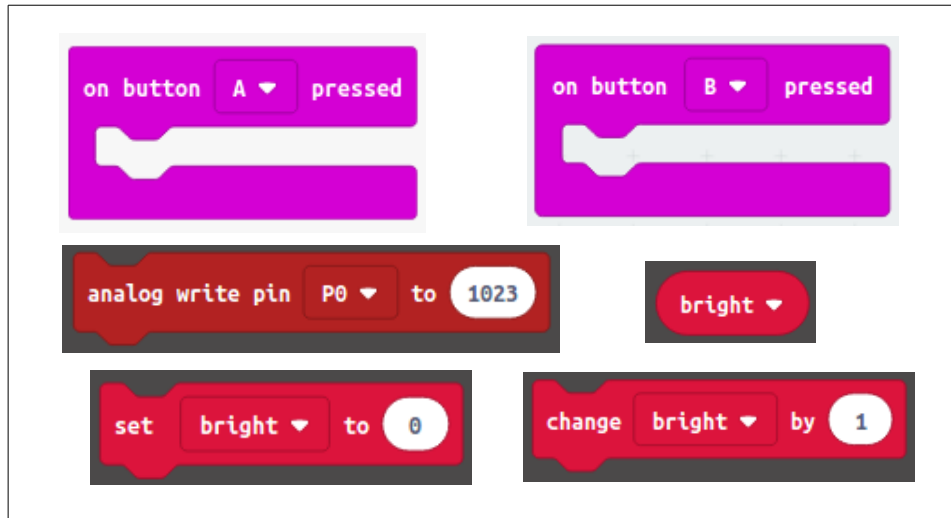 on button A pressed
on button B pressed
analog write pin P0 to 1023
bright
set bright to 0
change bright by 1